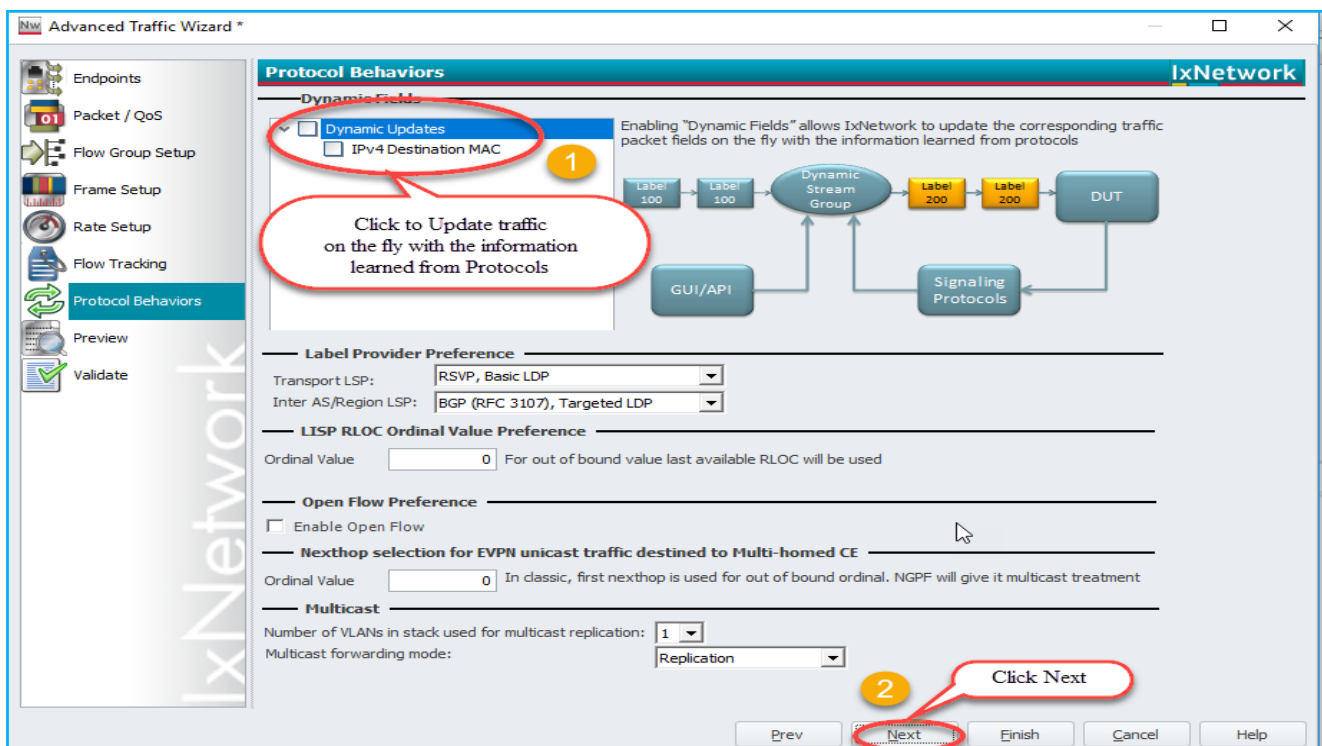 Nw Advanced Traffic Wizard *
Endpoints
Packet / QoS
Flow Group Setup
Frame Setup
Rate Setup
Flow Tracking
Protocol Behaviors
Preview
Validate
IxNetwork
Protocol Behaviors
IxNetwork
Dynamic Fields
Dynamic Updates
IPv4 Destination MAC
1
Click to Update traffic
on the fly with the information
learned from Protocols
Enabling "Dynamic Fields" allows IxNetwork to update the corresponding traffic
packet fields on the fly with the information learned from protocols
Label
100
Label
100
Dynamic
Stream
Group
Label
200
Label
200
DUT
GUI/API
Signaling
Protocols
Label Provider Preference
Transport LSP: RSVP, Basic LDP
Inter AS/Region LSP: BGP (RFC 3107), Targeted LDP
LISP RLOC Ordinal Value Preference
Ordinal Value 0 For out of bound value last available RLOC will be used
Open Flow Preference
Enable Open Flow
Nexthop selection for EVPN unicast traffic destined to Multi-homed CE
Ordinal Value 0 In classic, first nexthop is used for out of bound ordinal. NGPF will give it multicast treatment
Multicast
Number of VLANs in stack used for multicast replication: 1
Multicast forwarding mode: Replication
2
Click Next
Prev Next Finish Cancel Help